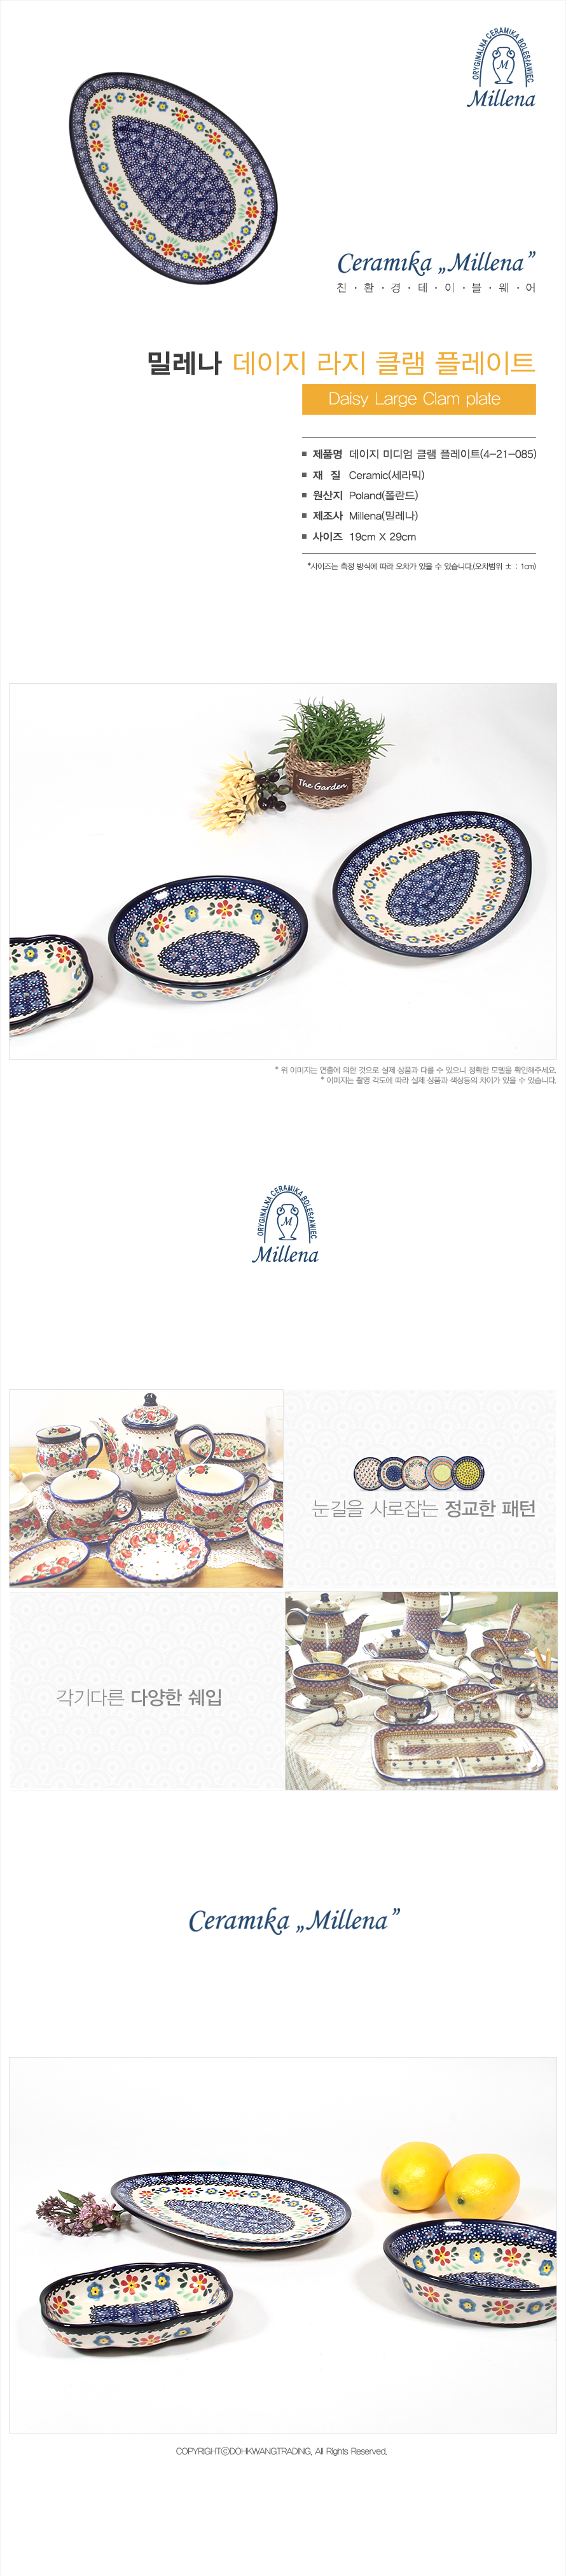 ORYGINALNA CERAMIKA BOLESŁAWIEC
M
Millena
Ceramika „Millena”
친 · 환 · 경 · 테 · 이 · 블 · 웨 · 어
밀레나 데이지 라지 클램 플레이트
Daisy Large Clam plate
제품명 데이지 미디엄 클램 플레이트(4-21-085)
재 질 Ceramic(세라믹)
원산지 Poland(폴란드)
제조사 Millena(밀레나)
사이즈 19cm X 29cm
*사이즈는 측정 방식에 따라 오차가 있을 수 있습니다.(오차범위 ± : 1cm)
The Garden
* 위 이미지는 연출에 의한 것으로 실제 상품과 다를 수 있으니 정확한 모델을 확인해주세요.
* 이미지는 촬영 각도에 따라 실제 상품과 색상등의 차이가 있을 수 있습니다.
ORYGINALNA CERAMIKA BOLESŁAWIEC
M
Millena
눈길을 사로잡는 정교한 패턴
각기다른 다양한 쉐입
Ceramika „Millena”
COPYRIGHTⓒDOHKWANGTRADING. All Rights Reserved.